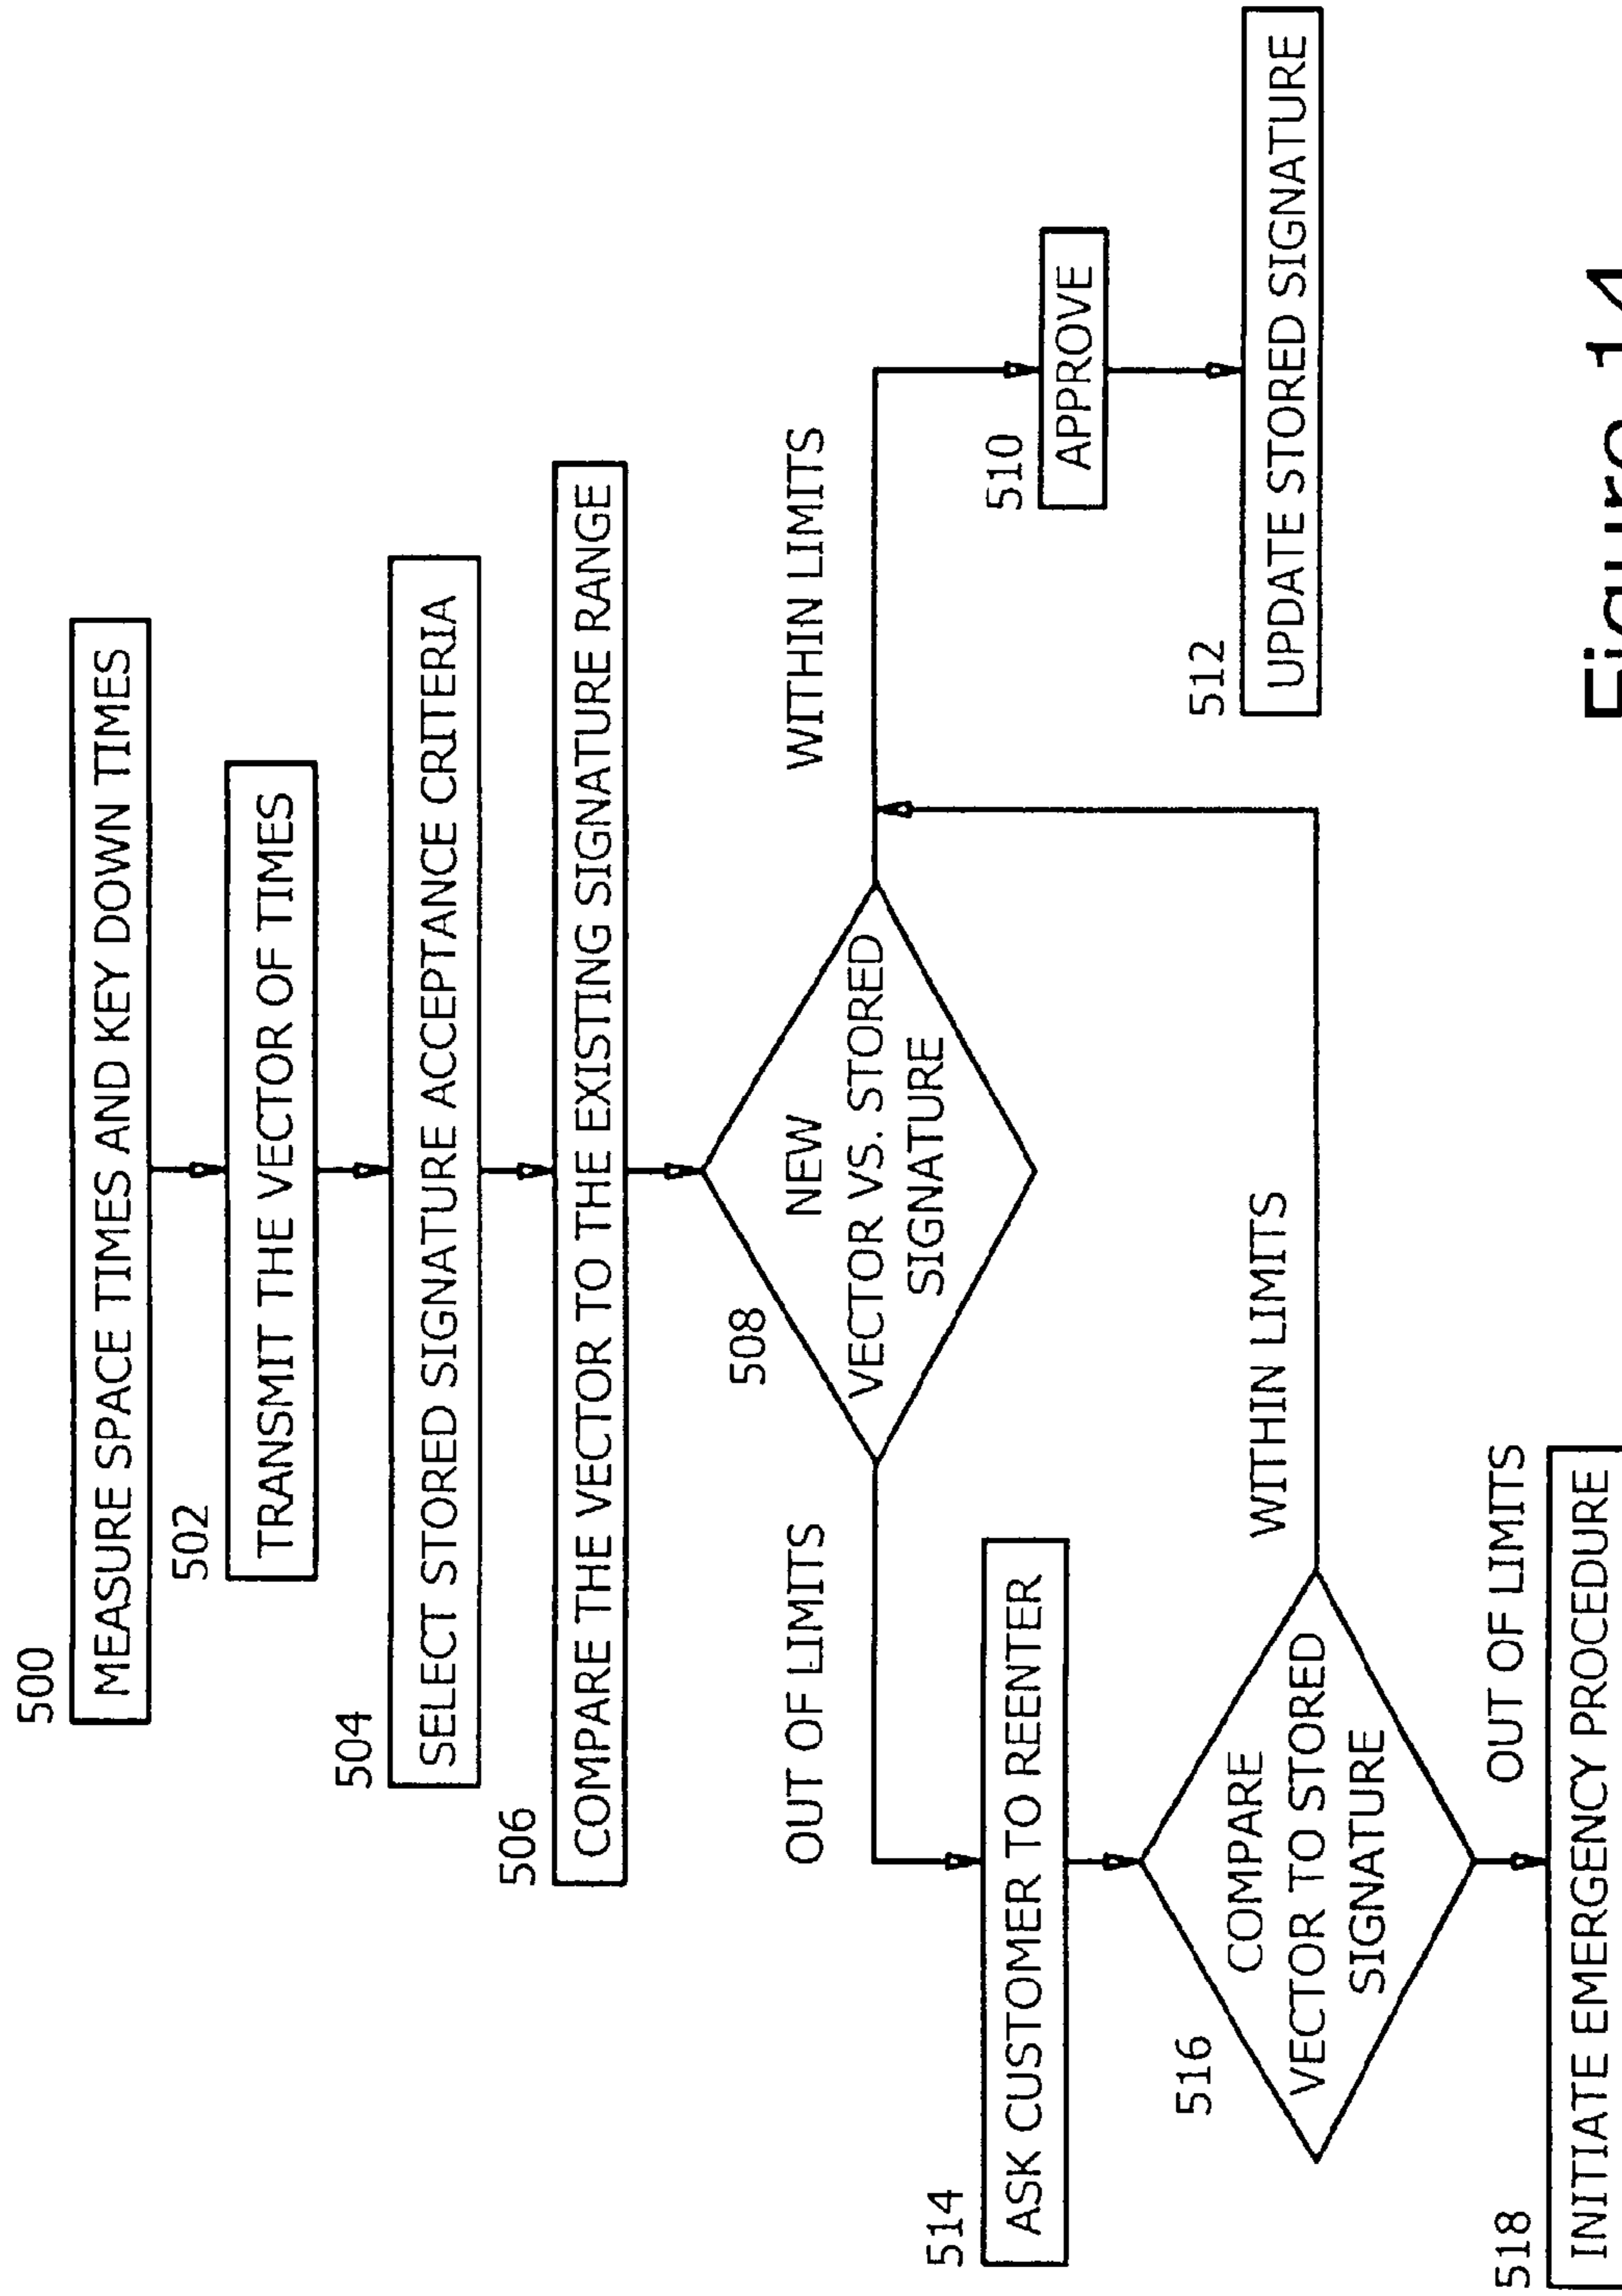 500
MEASURE SPACE TIMES AND KEY DOWN TIMES
502
TRANSMIT THE VECTOR OF TIMES
504
SELECT STORED SIGNATURE ACCEPTANCE CRITERIA
506
COMPARE THE VECTOR TO THE EXISTING SIGNATURE RANGE
508
NEW
VECTOR VS. STORED
SIGNATURE
OUT OF LIMITS
WITHIN LIMITS
510
APPROVE
512
UPDATE STORED SIGNATURE
514
ASK CUSTOMER TO REENTER
516
COMPARE
VECTOR TO STORED
SIGNATURE
WITHIN LIMITS
OUT OF LIMITS
518
INITIATE EMERGENCY PROCEDURE
Figure 14